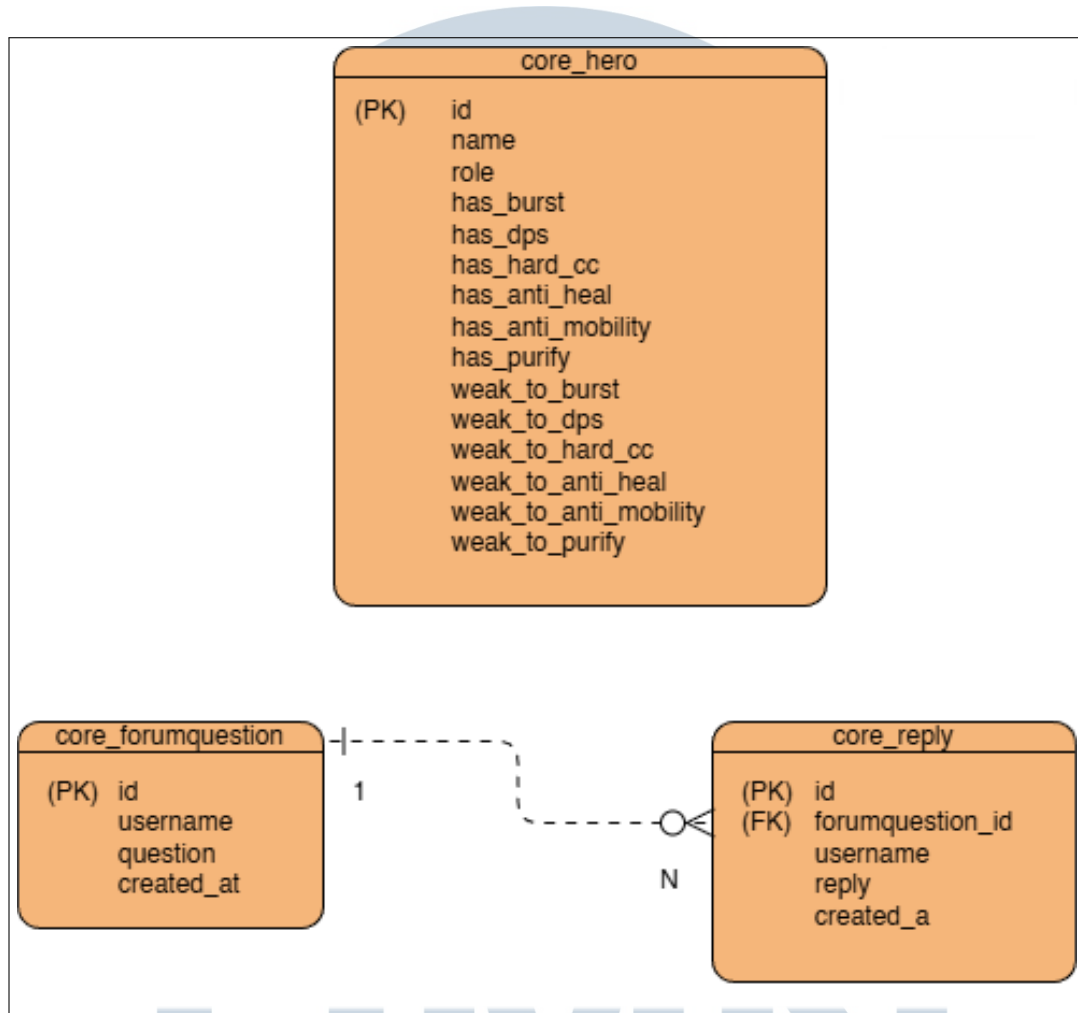 core_hero
(PK) id
name
role
has_burst
has_dps
has_hard_cc
has_anti_heal
has_anti_mobility
has_purify
weak_to_burst
weak_to_dps
weak_to_hard_cc
weak_to_anti_heal
weak_to_anti_mobility
weak_to_purify
core_forumquestion
(PK) id
username
question
created_at
1
N
core_reply
(PK) id
(FK) forumquestion_id
username
reply
created_a